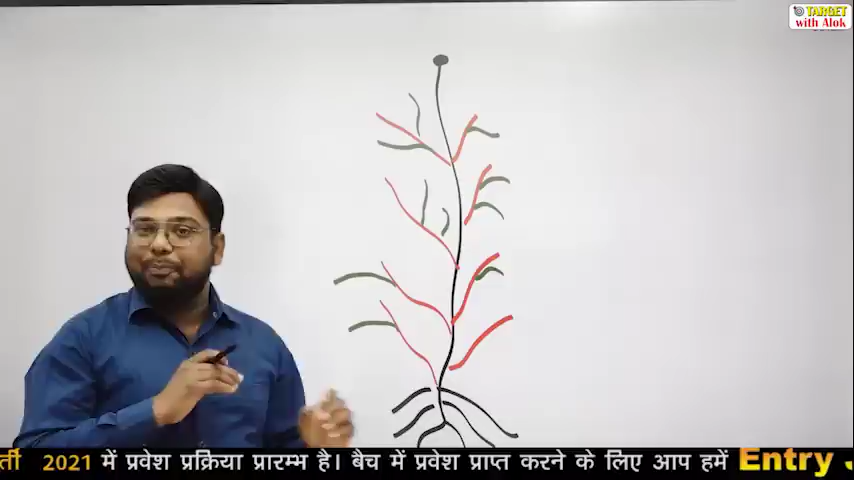 TARGET
with Alok
र्ती 2021 में प्रवेश प्रक्रिया प्रारम्भ है। बैच में प्रवेश प्राप्त करने के लिए आप हमें Entry J